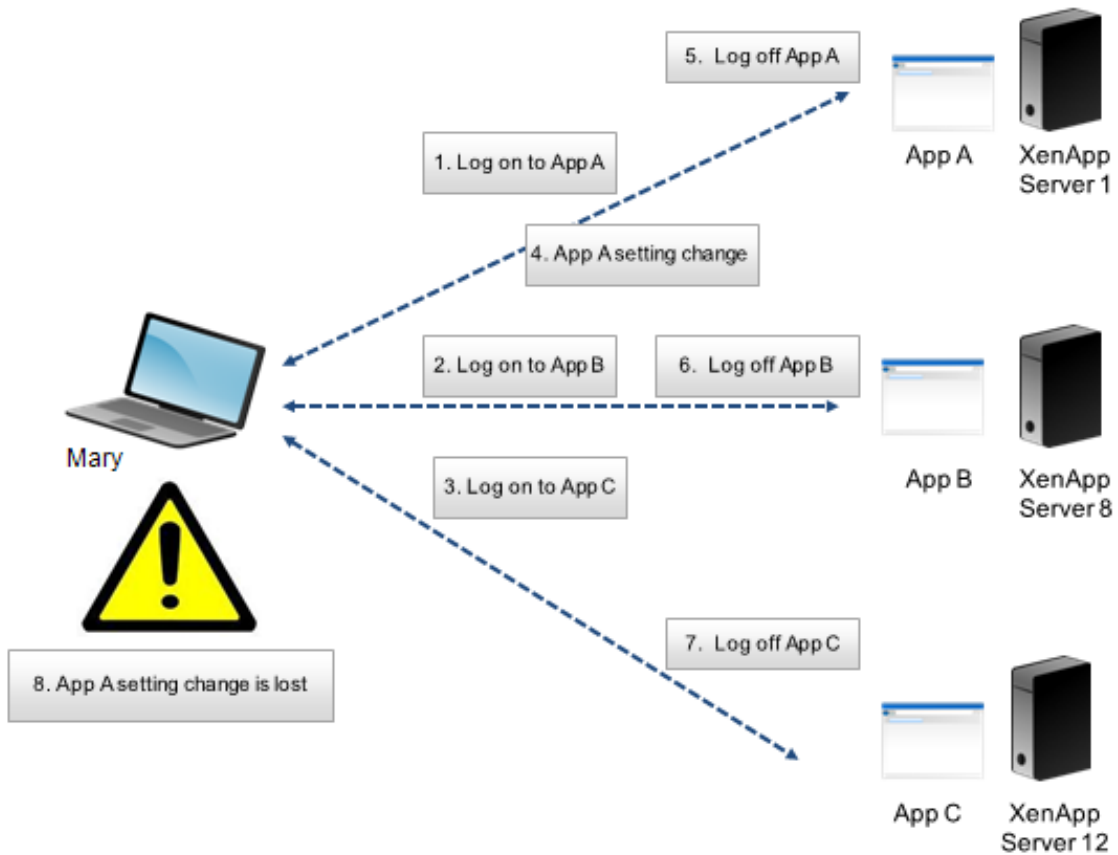 5. Log off App A
1. Log on to App A
App A
XenApp
Server 1
4. App A setting change
2. Log on to App B
6. Log off App B
Mary
App B
XenApp
Server 8
3. Log on to App C
7. Log off App C
8. App A setting change is lost
App C
XenApp
Server 12